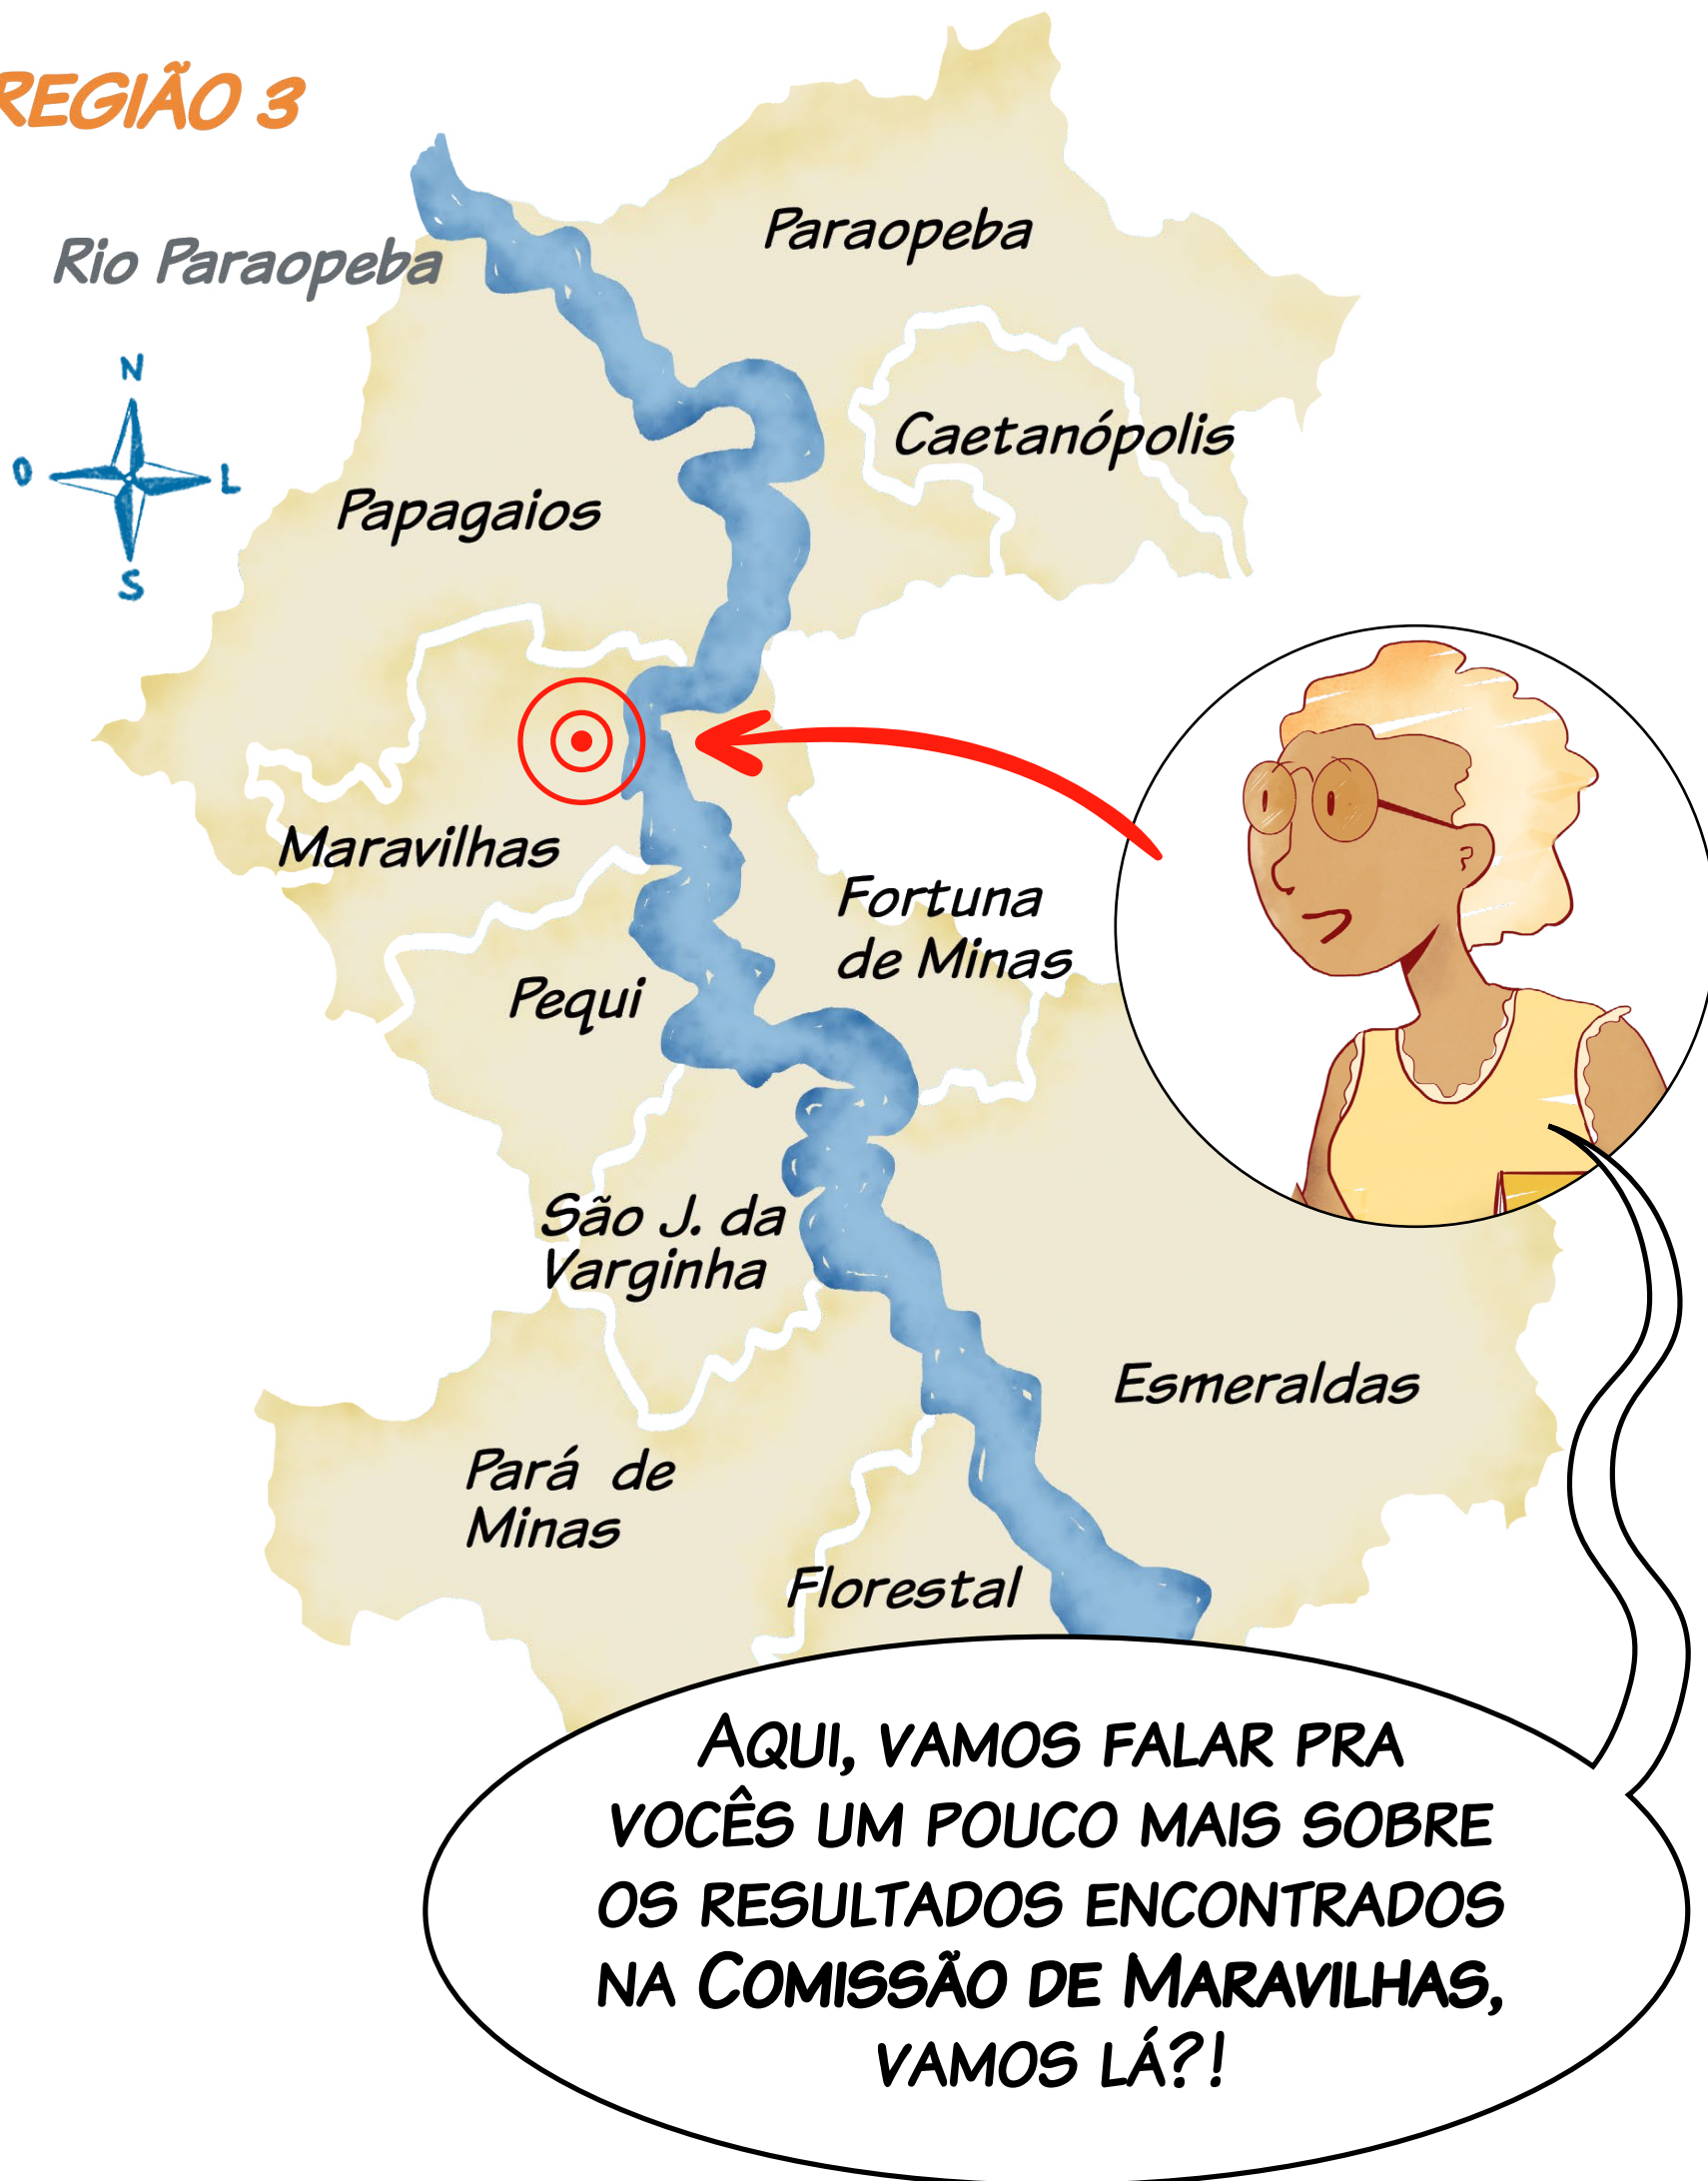 REGIÃO 3
Paraopeba
Rio Paraopeba
N
Caetanópolis
O
L
Papagaios
S
Maravilhas
Fortuna
de Minas
Pequi
São J. da
Varginha
Esmeraldas
Pará de
Minas
Florestal
AQUI, VAMOS FALAR PRA
VOCÊS UM POUCO MAIS SOBRE
OS RESULTADOS ENCONTRADOS
NA COMISSÃO DE MARAVILHAS,
VAMOS LÁ?!